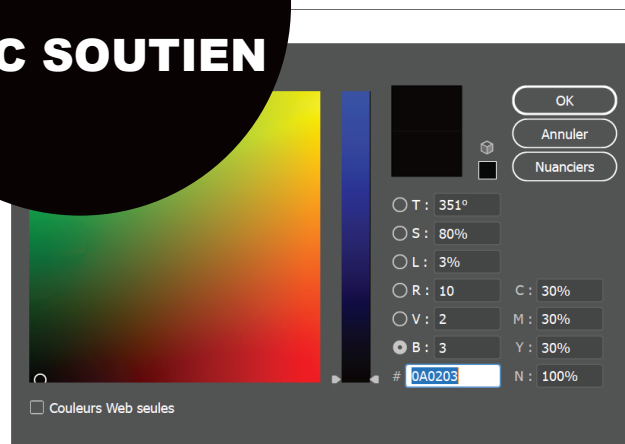 C SOUTIEN
OK
Annuler
Nuanciers
T : 351°
S : 80%
L : 3%
R : 10 C : 30%
V : 2 M : 30%
B : 3 Y : 30%
# 0A0203 N : 100%
Couleurs Web seules